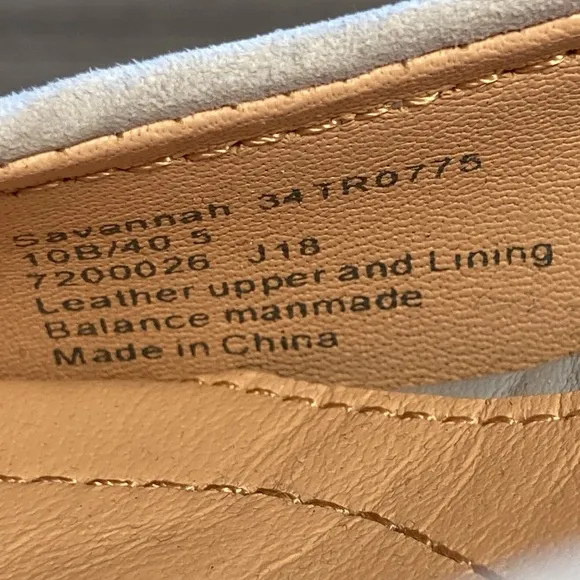 Savannah 34TR0775
10B/40 5
7200026 J18
Leather upper and Lining
Balance manmade
Made in China